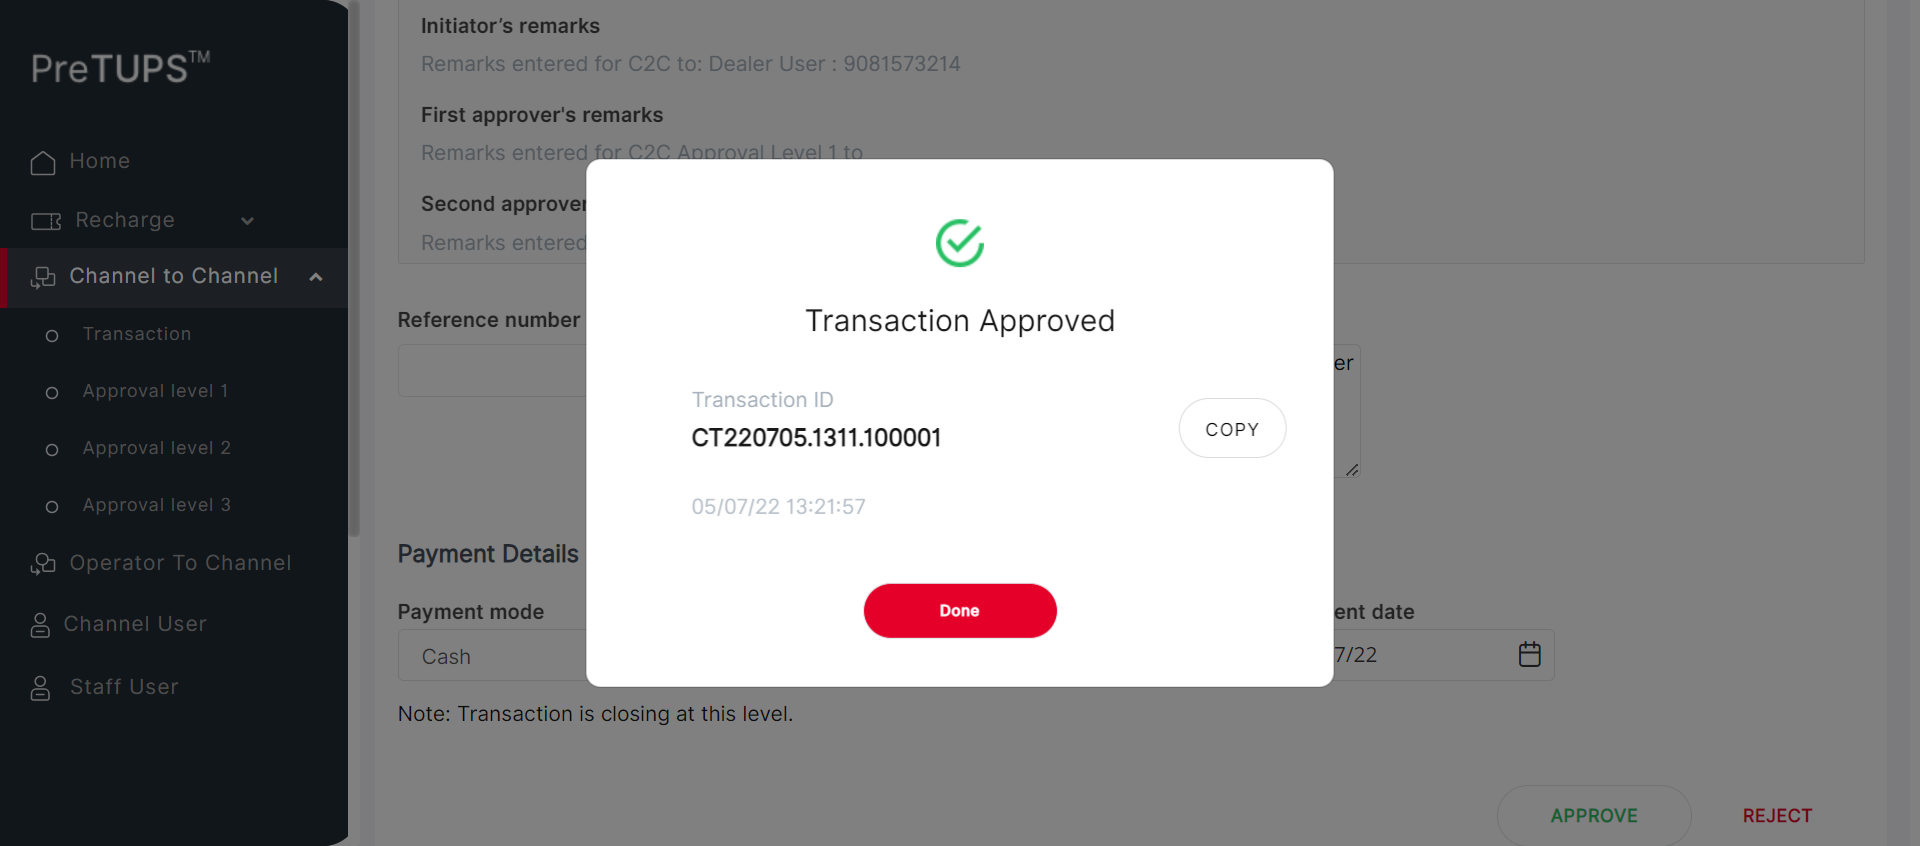 PreTUPS™
Home
Recharge
Channel to Channel
Transaction
Approval level 1
Approval level 2
Approval level 3
Operator To Channel
Channel User
Staff User
Initiator’s remarks
Remarks entered for C2C to: Dealer User : 9081573214
First approver's remarks
Remarks entered for C2C Approval Level 1 to
Second approver
Remarks entered
Reference number
er
Transaction Approved
Transaction ID
CT220705.1311.100001
COPY
05/07/22 13:21:57
Done
Payment Details
Payment mode
ent date
Cash
7/22
Note: Transaction is closing at this level.
APPROVE
REJECT